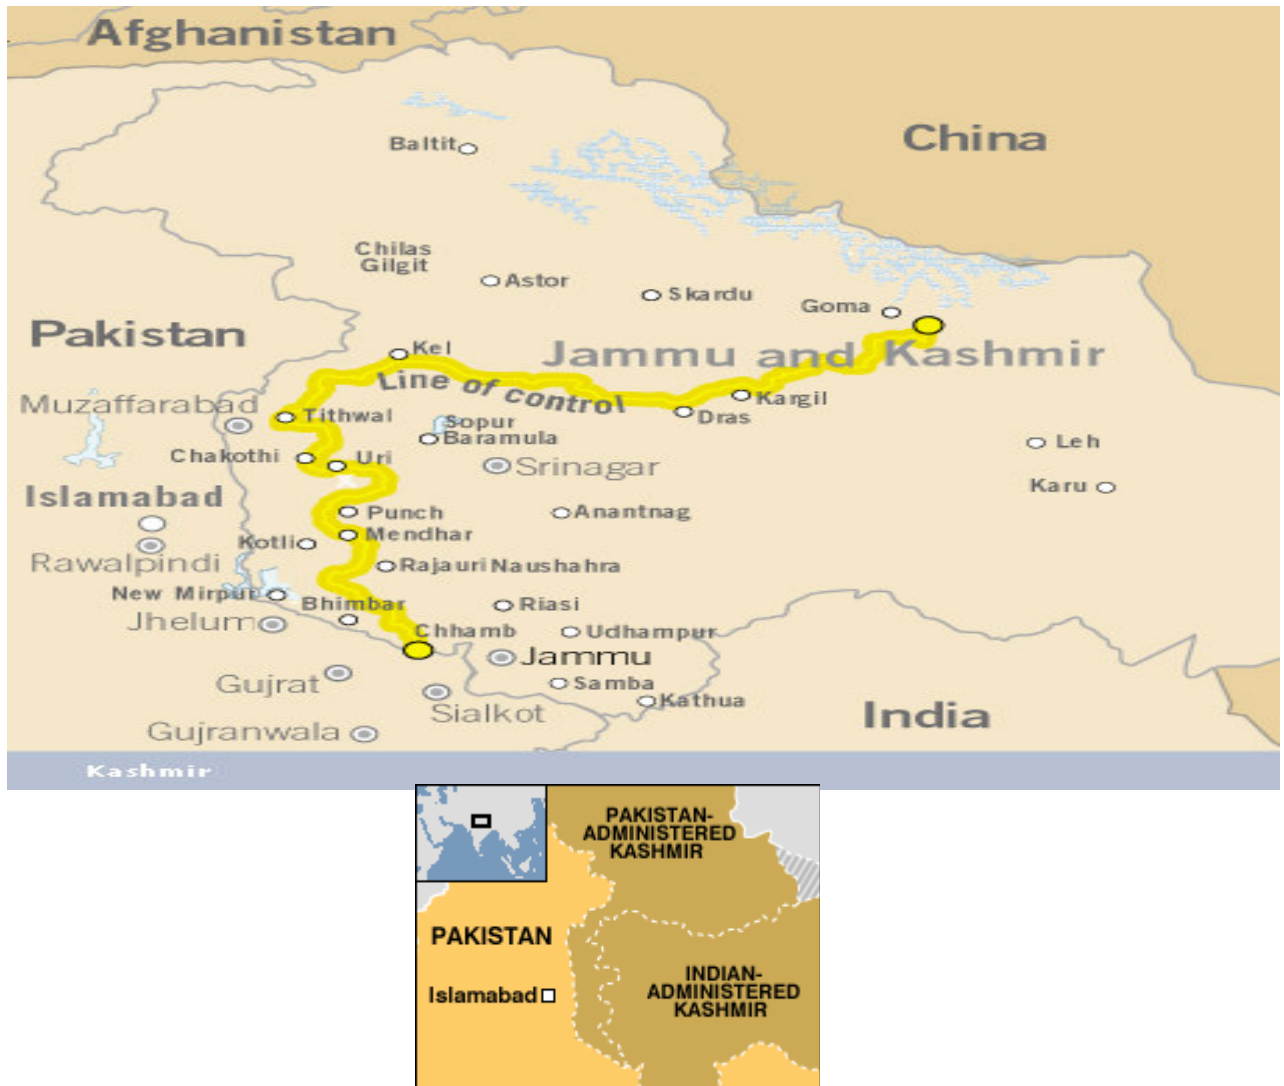 Afghanistan
China
Baltit
Chilas
Gilgit
Astor
Skardu
Goma
Pakistan
Kel
Jammu and Kashmir
Line of control
Kargil
Muzaffarabad
Tithwal
Dras
Sopur
Baramula
Leh
Chakothi
Uri
Srinagar
Karu
Islamabad
Punch
Anantnag
Mendhar
Kotli
Rawalpindi
Rajauri Naushahra
New Mirpur
Bhimbar
Riasi
Jhelum
Chhamb
Udhampur
Jammu
Gujrat
Samba
Kathua
Sialkot
India
Gujranwala
Kashmir
PAKISTAN-
ADMINISTERED
KASHMIR
PAKISTAN
Islamabad
INDIAN-
ADMINISTERED
KASHMIR